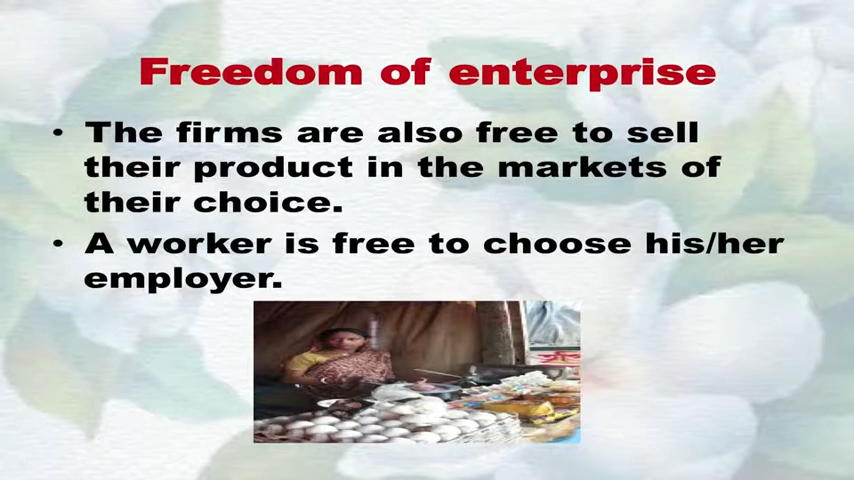 Freedom of enterprise
• The firms are also free to sell
their product in the markets of
their choice.
• A worker is free to choose his/her
employer.